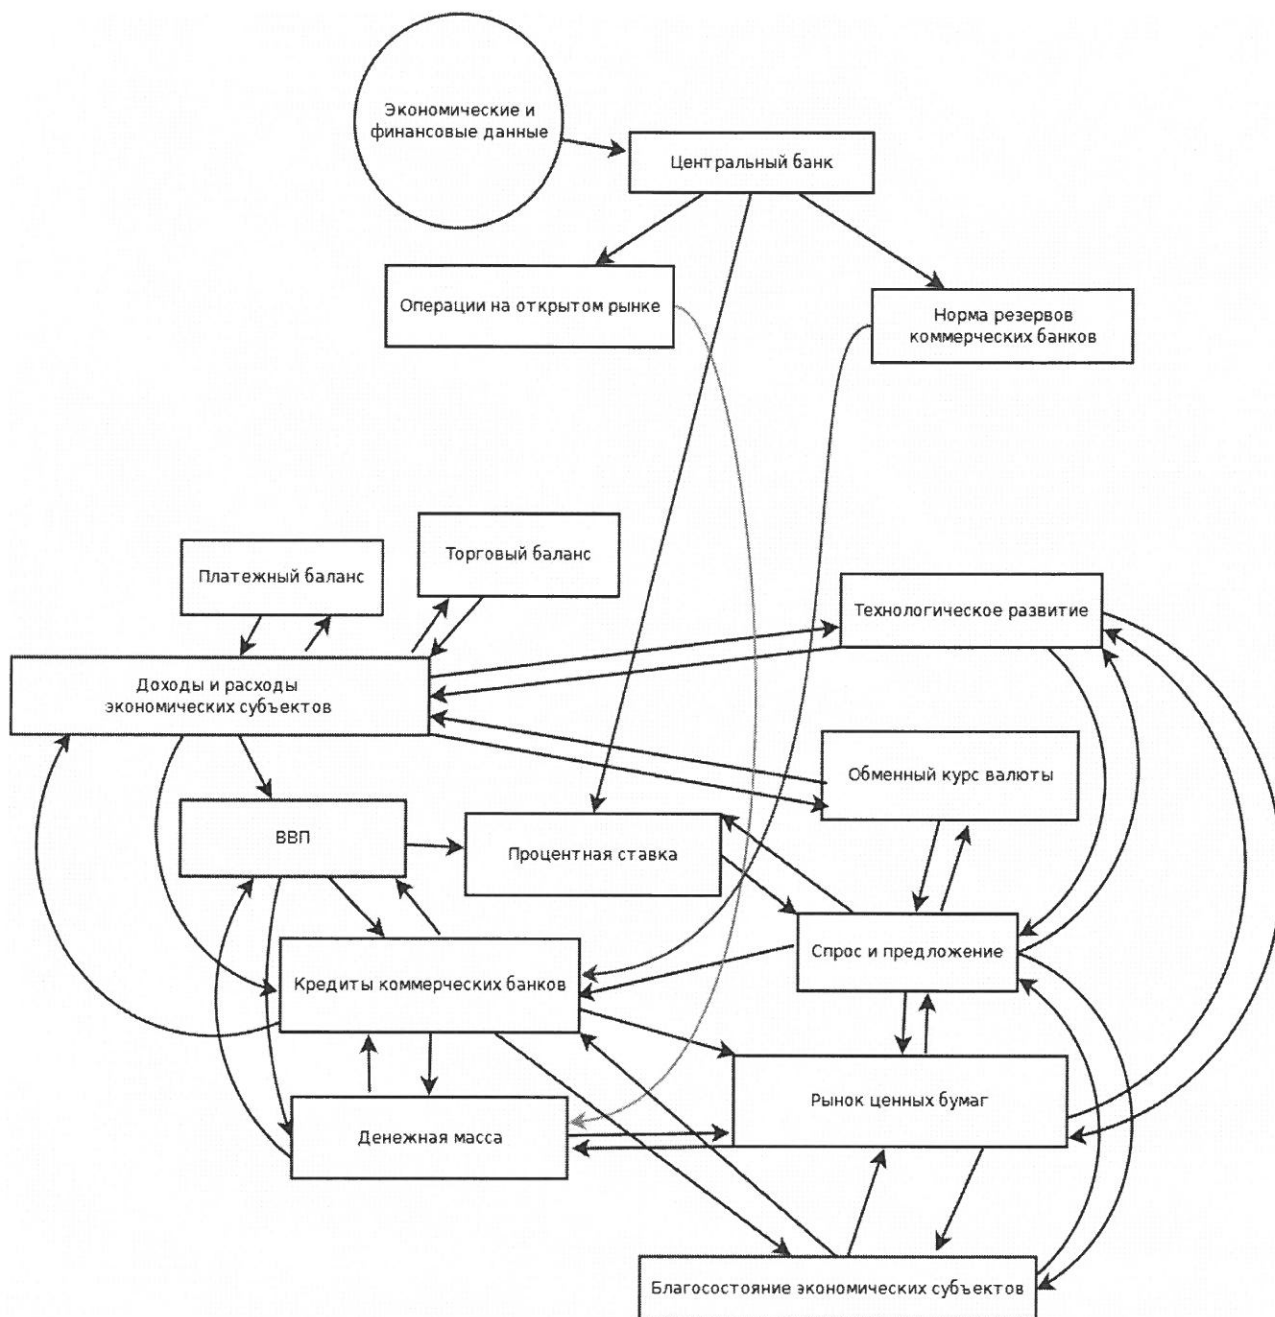 Экономические и
финансовые данные
Центральный банк
Операции на открытом рынке
Норма резервов
коммерческих банков
Торговый баланс
Платежный баланс
Технологическое развитие
Доходы и расходы
экономических субъектов
Обменный курс валюты
ВВП
Процентная ставка
Спрос и предложение
Кредиты коммерческих банков
Рынок ценных бумаг
Денежная масса
Благосостояние экономических субъектов